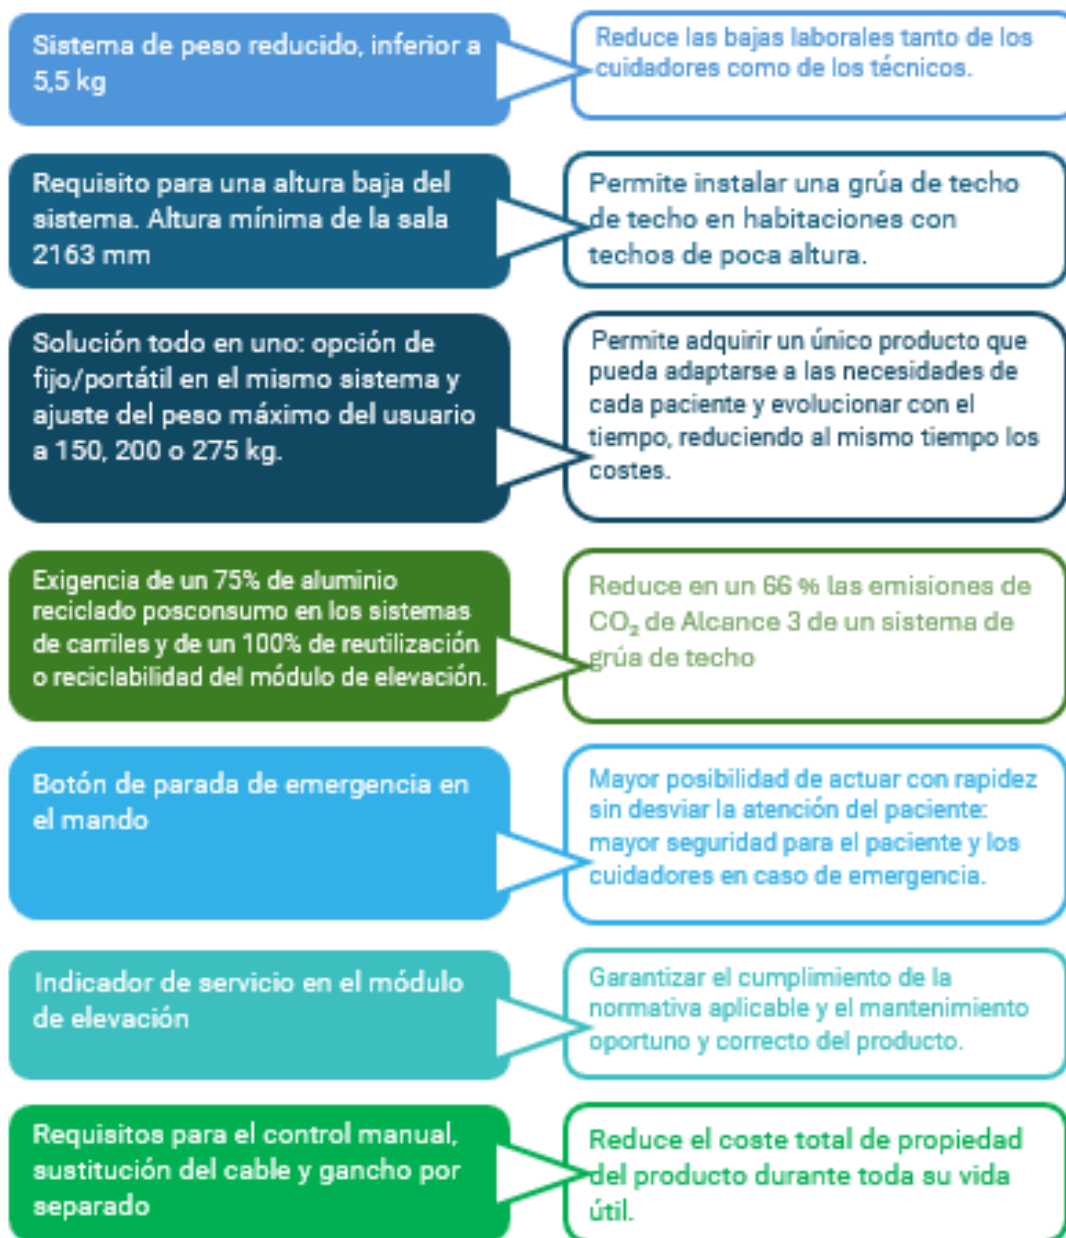 Sistema de peso reducido, inferior a
5,5 kg
Reduce las bajas laborales tanto de los
cuidadores como de los técnicos.
Requisito para una altura baja del
sistema. Altura mínima de la sala
2163 mm
Permite instalar una grúa de techo
de techo en habitaciones con
techos de poca altura.
Solución todo en uno: opción de
fijo/portátil en el mismo sistema y
ajuste del peso máximo del usuario
a 150, 200 o 275 kg.
Permite adquirir un único producto que
pueda adaptarse a las necesidades de
cada paciente y evolucionar con el
tiempo, reduciendo al mismo tiempo los
costes.
Exigencia de un 75% de aluminio
reciclado posconsumo en los sistemas
de carriles y de un 100% de reutilización
o reciclabilidad del módulo de elevación.
Reduce en un 66 % las emisiones de
CO₂ de Alcance 3 de un sistema de
grúa de techo
Botón de parada de emergencia en
el mando
Mayor posibilidad de actuar con rapidez
sin desviar la atención del paciente:
mayor seguridad para el paciente y los
cuidadores en caso de emergencia.
Indicador de servicio en el módulo
de elevación
Garantizar el cumplimiento de la
normativa aplicable y el mantenimiento
oportuno y correcto del producto.
Requisitos para el control manual,
sustitución del cable y gancho por
separado
Reduce el coste total de propiedad
del producto durante toda su vida
útil.